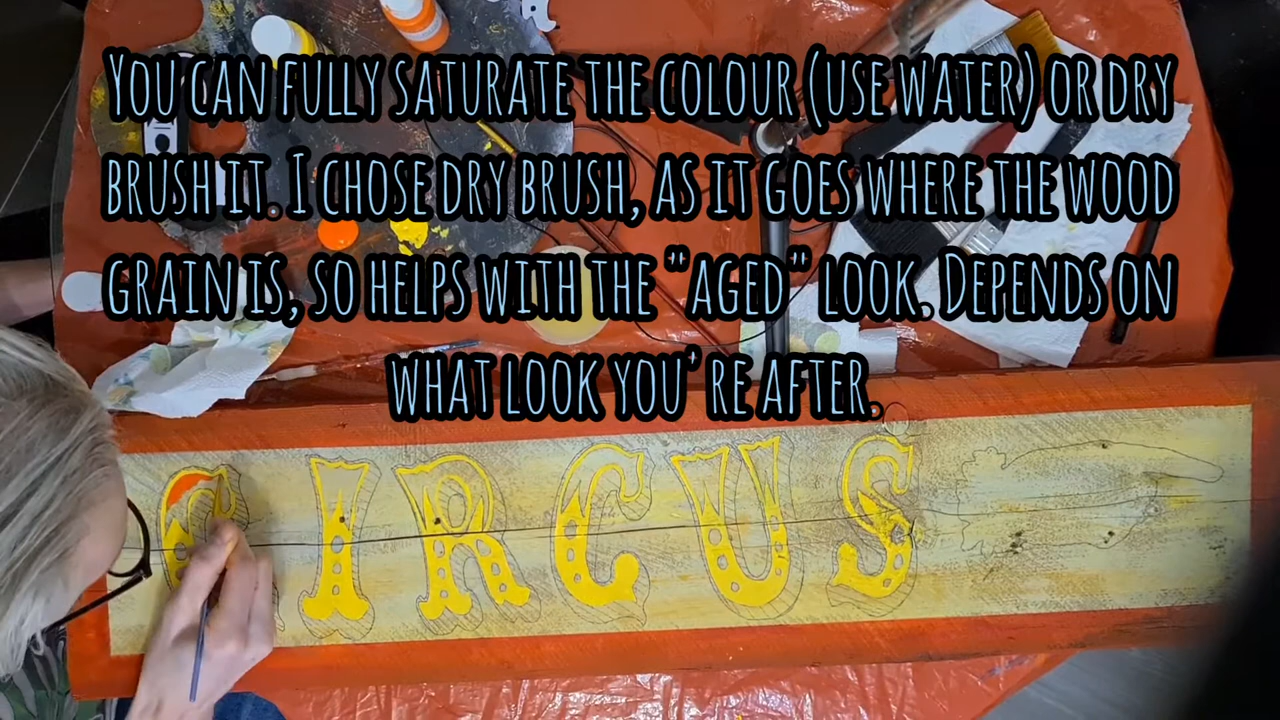 You can fully saturate the colour (use water) or dry
brush it. I chose dry brush, as it goes where the wood
grain is, so helps with the "aged" look. Depends on
what look you're after.
CIRCUS